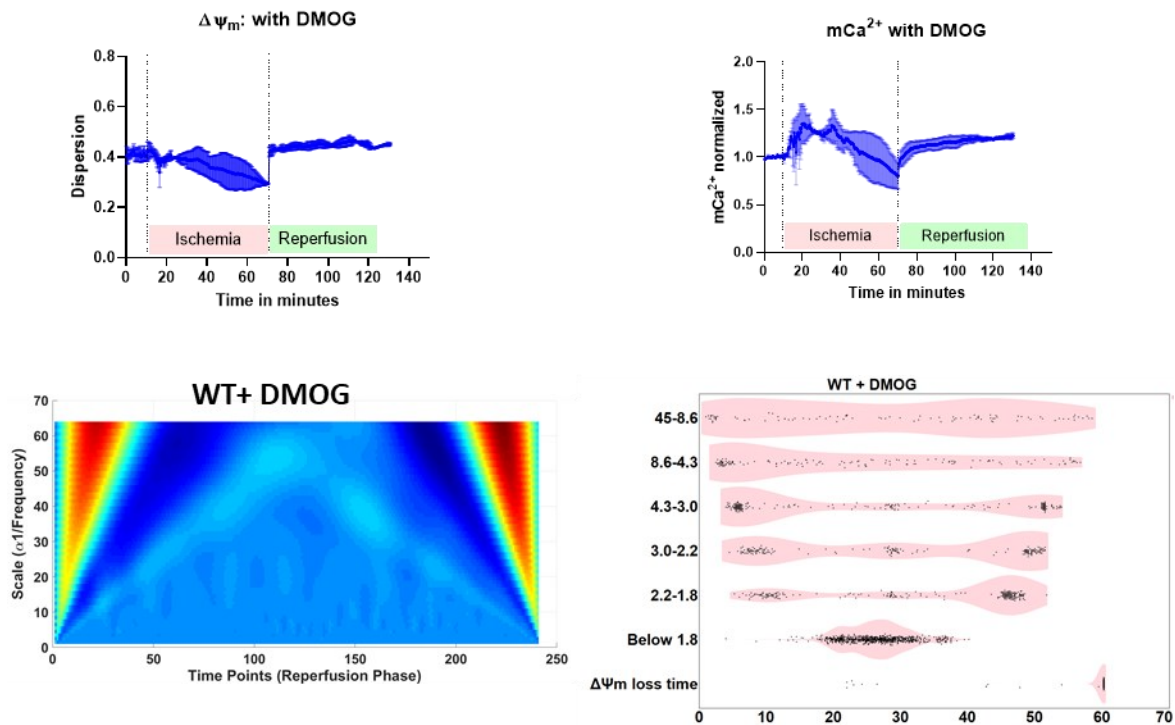 Δ ψm: with DMOG
Dispersion
0.8
0.6
0.4
0.2
0.0
Ischemia
Reperfusion
0 20 40 60 80 100 120 140
Time in minutes
mCa2+ with DMOG
mCa2+ normalized
2.0
1.5
1.0
0.5
0.0
Ischemia
Reperfusion
0 20 40 60 80 100 120 140
Time in minutes
WT+ DMOG
Scale (α1/Frequency)
70
60
50
40
30
20
10
0
0 50 100 150 200 250
Time Points (Reperfusion Phase)
WT + DMOG
45-8.6
8.6-4.3
4.3-3.0
3.0-2.2
2.2-1.8
Below 1.8
ΔΨm loss time
0 10 20 30 40 50 60 70